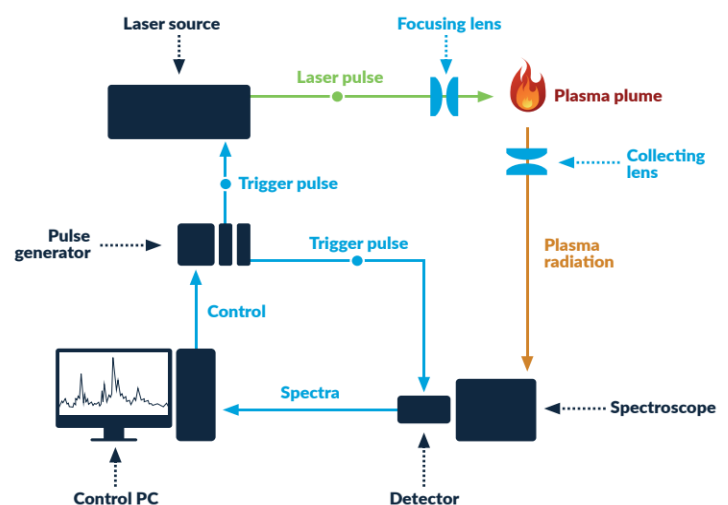 Laser source
Focusing lens
Laser pulse
Plasma plume
Collecting
lens
Trigger pulse
Pulse
generator
Trigger pulse
Plasma
radiation
Control
Spectra
Spectroscope
Control PC
Detector